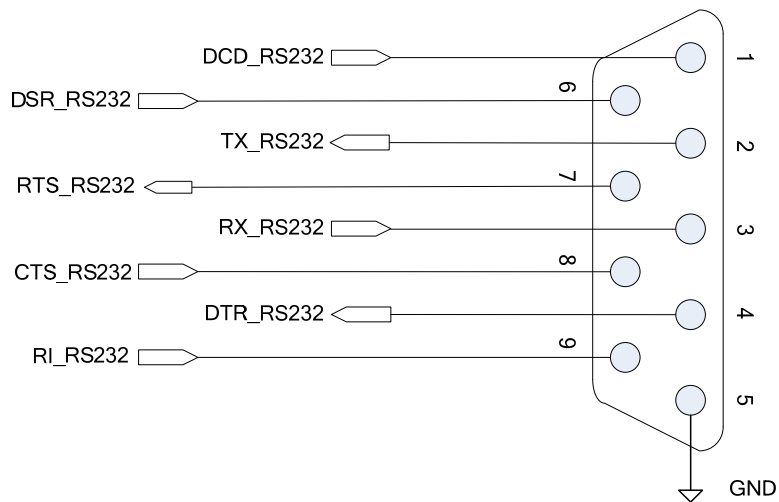 DCD_RS232 1
DSR_RS232 6
TX_RS232 2
RTS_RS232 7
RX_RS232 3
CTS_RS232 8
DTR_RS232 4
RI_RS232 9
5
GND